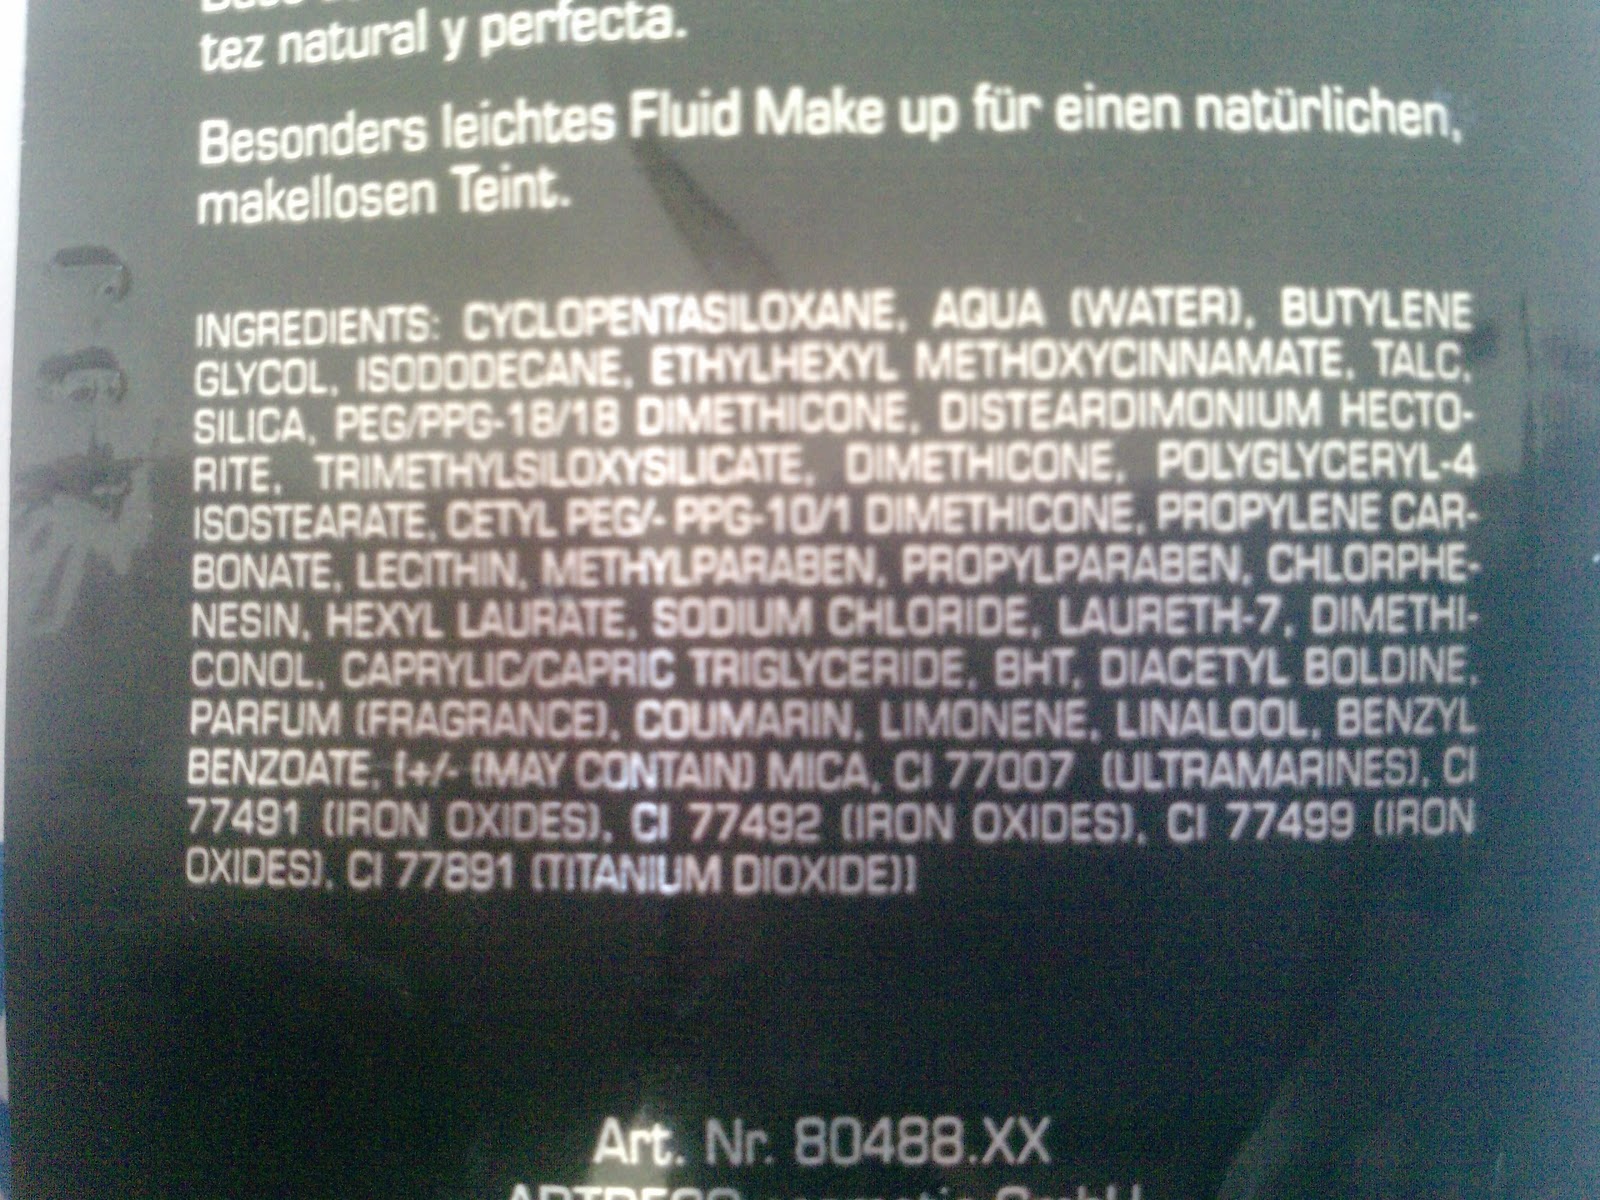 tez natural y perfecta.
Besonders leichtes Fluid Make up für einen natürlichen,
makellosen Teint.
INGREDIENTS: CYCLOPENTASILOXANE, AQUA (WATER), BUTYLENE
GLYCOL, ISODODECANE, ETHYLHEXYL METHOXYCINNAMATE, TALC,
SILICA, PEG/PPG-18/18 DIMETHICONE, DISTEARDIMONIUM HECTO-
RITE, TRIMETHYLSILOXYSILICATE, DIMETHICONE, POLYGLYCERYL-4
ISOSTEARATE, CETYL PEG/- PPG-10/1 DIMETHICONE, PROPYLENE CAR-
BONATE, LECITHIN, METHYLPARABEN, PROPYLPARABEN, CHLORPHE-
NESIN, HEXYL LAURATE, SODIUM CHLORIDE, LAURETH-7, DIMETHI-
CONOL, CAPRYLIC/CAPRIC TRIGLYCERIDE, BHT, DIACETYL BOLDINE,
PARFUM (FRAGRANCE), COUMARIN, LIMONENE, LINALOOL, BENZYL
BENZOATE, [+/- (MAY CONTAIN) MICA, CI 77007 (ULTRAMARINES), CI
77491 (IRON OXIDES), CI 77492 (IRON OXIDES), CI 77499 (IRON
OXIDES), CI 77891 (TITANIUM DIOXIDE)]
Art. Nr. 80488.XX
ARTDECO cosmetic GmbH